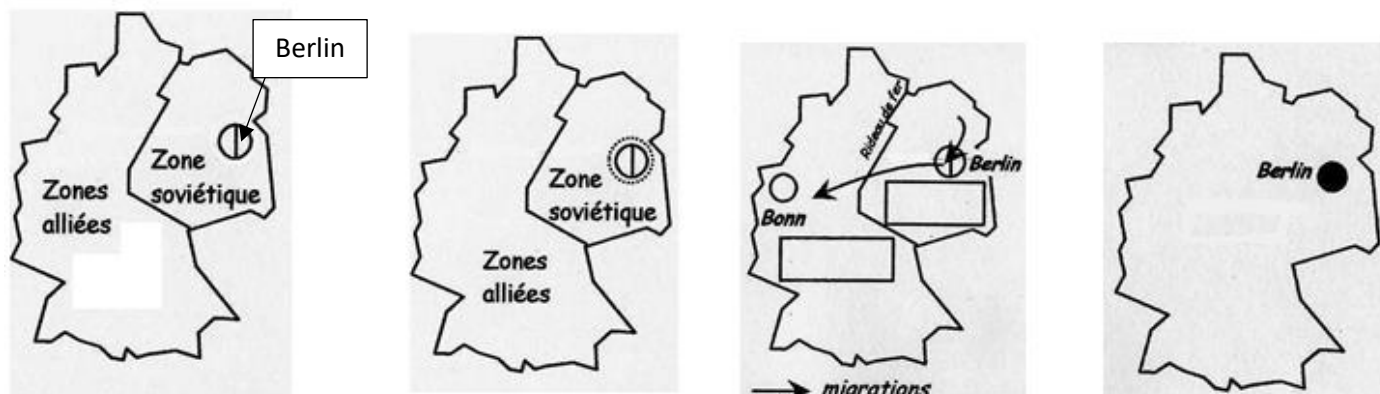 Berlin
Zone
soviétique
Zones
alliées
Zone
soviétique
Zones
alliées
Rideau de fer
Berlin
Bonn
migrations
Berlin